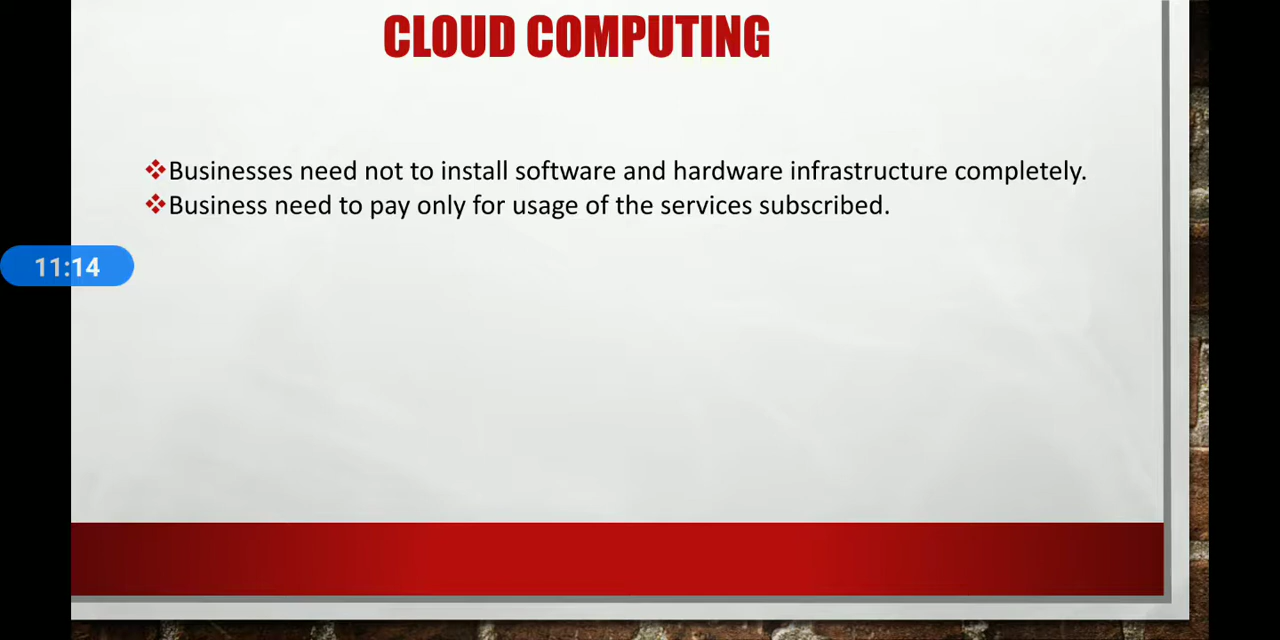 CLOUD COMPUTING
❖Businesses need not to install software and hardware infrastructure completely.
❖Business need to pay only for usage of the services subscribed.
11:14